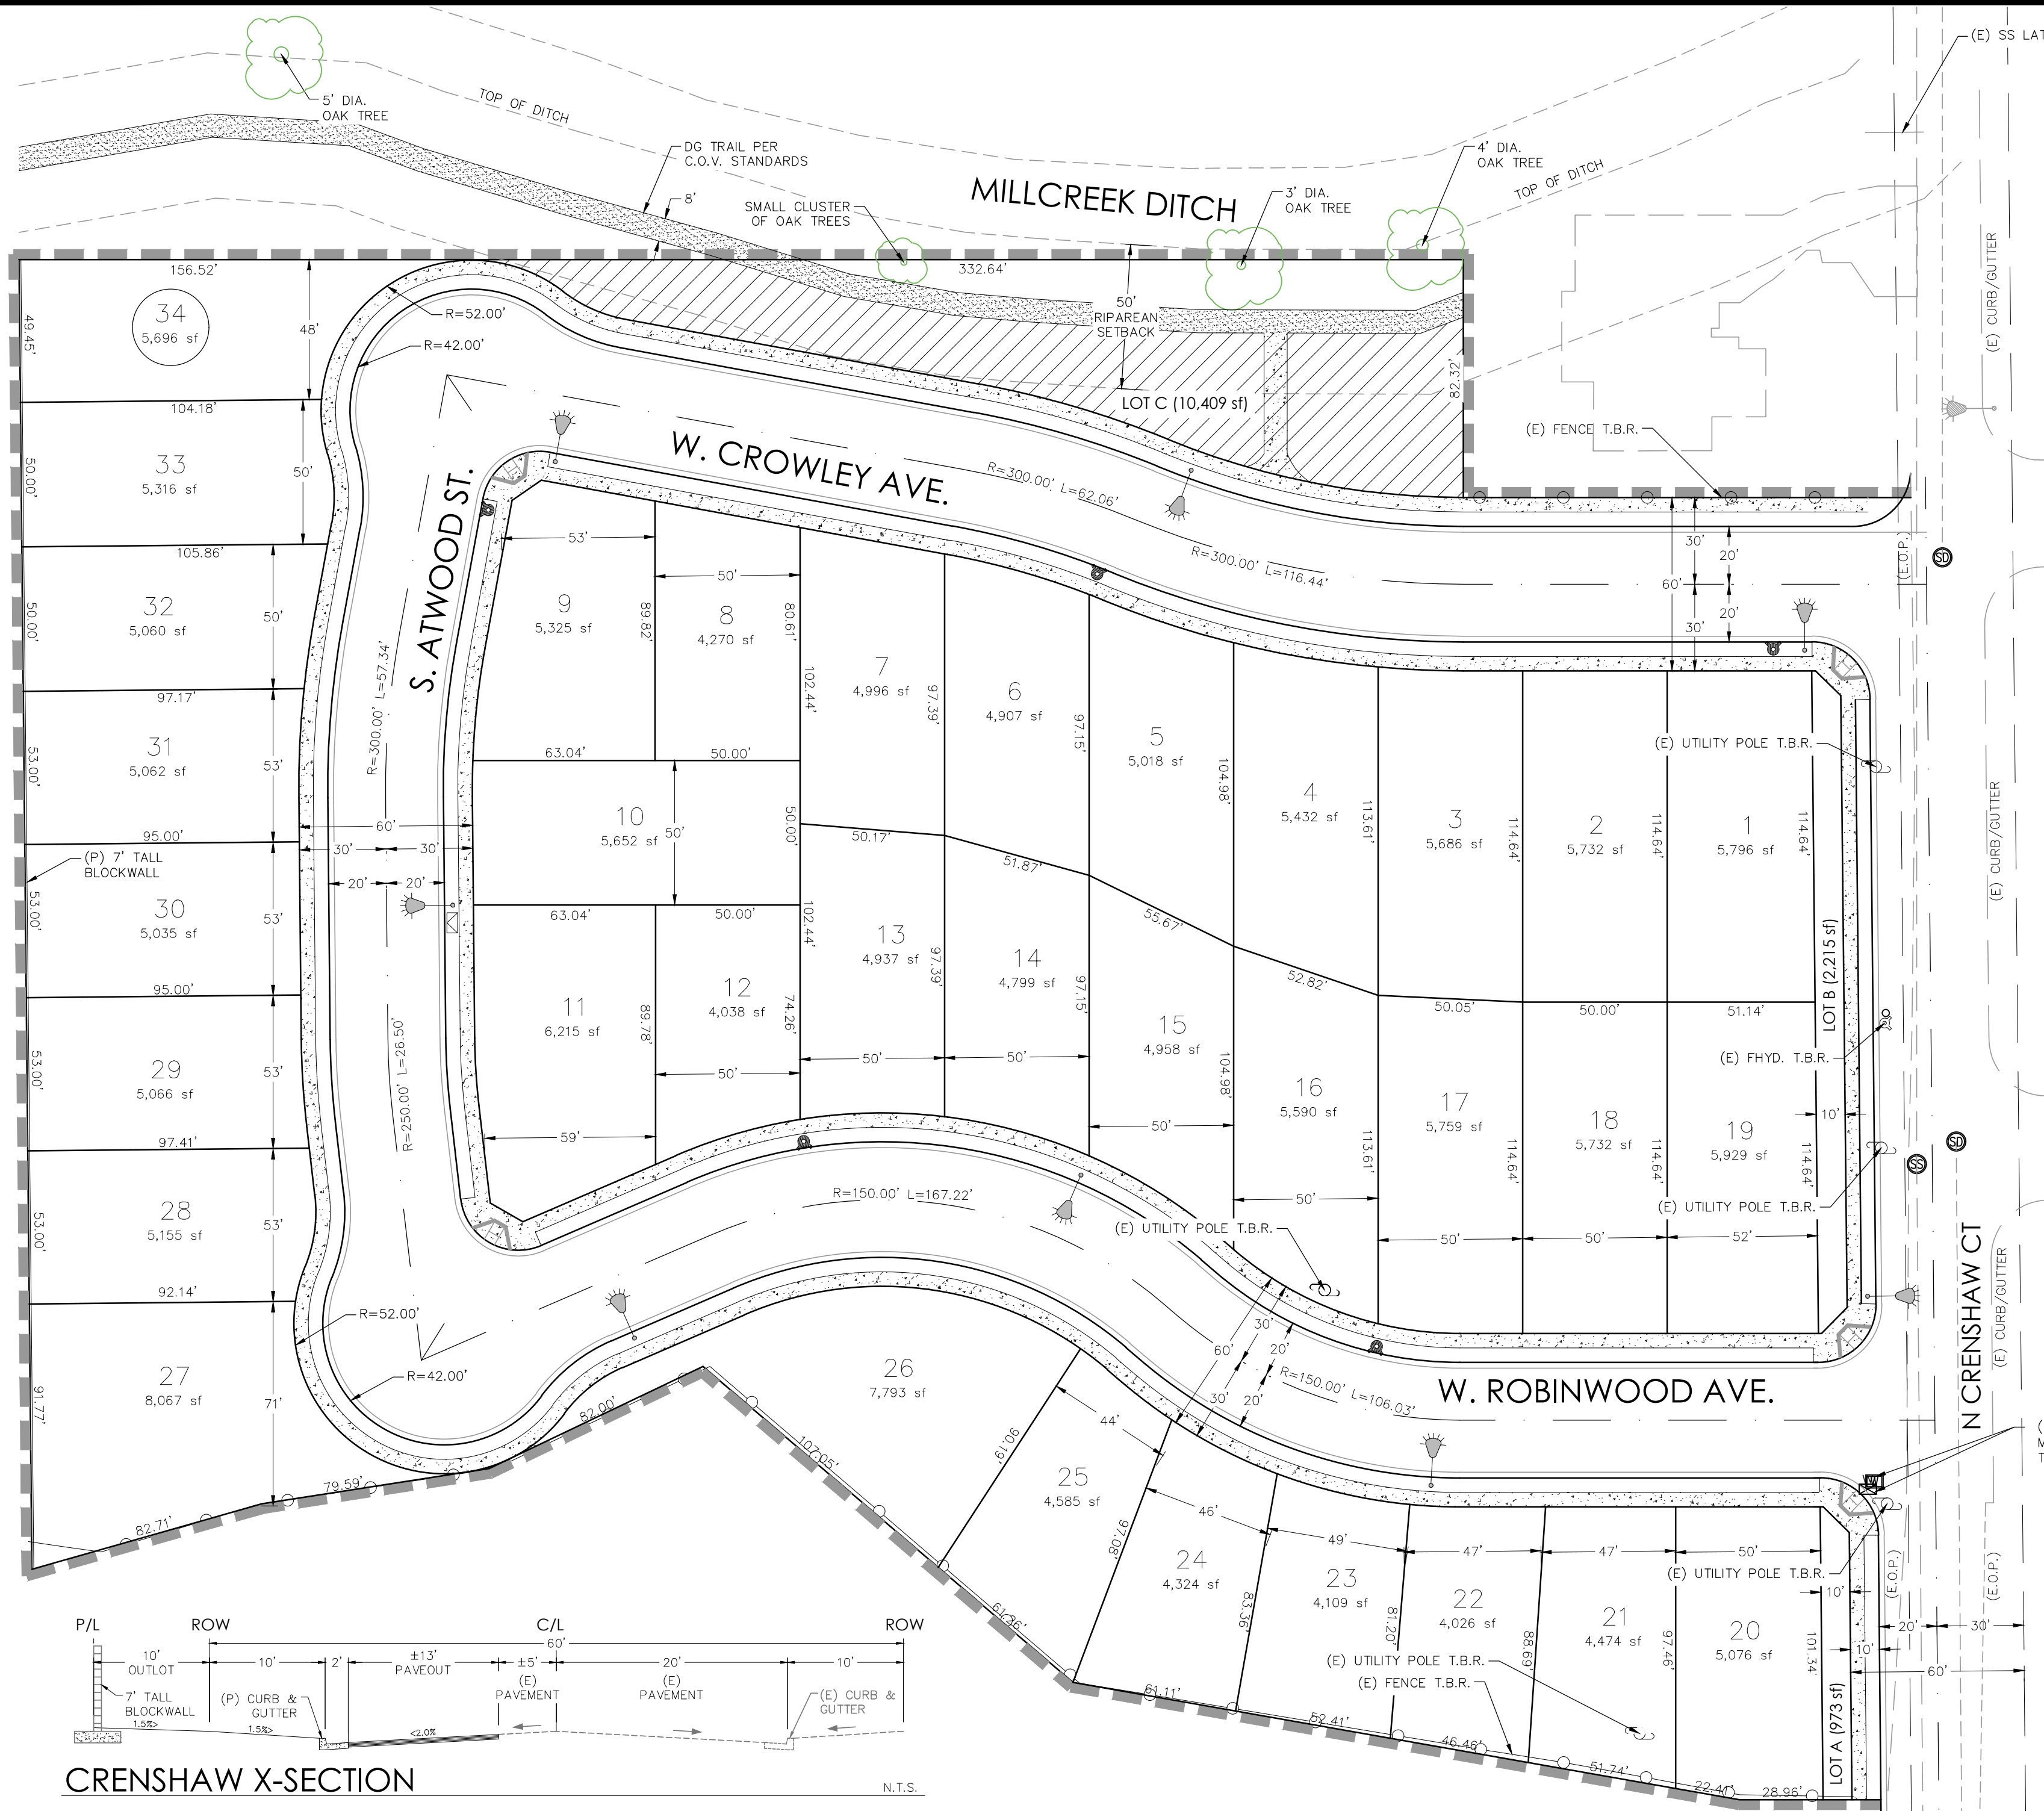 (E) SS LAT
5' DIA.
OAK TREE
TOP OF DITCH
DG TRAIL PER
C.O.V. STANDARDS
8'
SMALL CLUSTER
OF OAK TREES
MILLCREEK DITCH
3' DIA.
OAK TREE
4' DIA.
OAK TREE
TOP OF DITCH
(E) CURB/GUTTER
156.52'
332.64'
49.45'
34
5,696 sf
48'
R=52.00'
R=42.00'
50'
RIPAREAN
SETBACK
82.32'
LOT C (10,409 sf)
(E) FENCE T.B.R.
104.18'
50.00'
33
5,316 sf
50'
105.86'
S. ATWOOD ST.
W. CROWLEY AVE.
R=300.00' L=62.06'
R=300.00' L=116.44'
30'
20'
60'
20'
30'
(E.O.P.)
SD
50.00'
32
5,060 sf
50'
97.17'
53'
9
5,325 sf
89.82'
50'
8
4,270 sf
80.61'
R=300.00' L=57.34'
102.44'
7
4,996 sf
97.39'
6
4,907 sf
97.15'
5
5,018 sf
104.98'
4
5,432 sf
113.61'
3
5,686 sf
114.64'
2
5,732 sf
114.64'
1
5,796 sf
114.64'
(E) UTILITY POLE T.B.R.
(E) CURB/GUTTER
53.00'
31
5,062 sf
53'
95.00'
63.04'
50.00'
10
5,652 sf
50'
50.00'
60'
30'
30'
20'
20'
(P) 7' TALL
BLOCKWALL
50.17'
51.87'
55.67'
52.82'
50.05'
50.00'
51.14'
LOT B (2,215 sf)
53.00'
30
5,035 sf
53'
95.00'
63.04'
50.00'
102.44'
13
4,937 sf
97.39'
14
4,799 sf
97.15'
15
4,958 sf
104.98'
11
6,215 sf
89.78'
12
4,038 sf
74.26'
50'
50'
50'
59'
50'
R=250.00' L=26.50'
53.00'
29
5,066 sf
53'
97.41'
16
5,590 sf
113.61'
17
5,759 sf
114.64'
18
5,732 sf
114.64'
19
5,929 sf
114.64'
10'
(E) FHYD. T.B.R.
SD
SS
(E) UTILITY POLE T.B.R.
50'
50'
50'
52'
53.00'
28
5,155 sf
53'
92.14'
R=150.00' L=167.22'
(E) UTILITY POLE T.B.R.
N CRENSHAW CT
(E) CURB/GUTTER
R=52.00'
R=42.00'
91.77'
27
8,067 sf
71'
79.59'
82.71'
82.00'
107.05'
26
7,793 sf
90.19'
44'
30'
60'
20'
30'
20'
R=150.00' L=106.03'
W. ROBINWOOD AVE.
25
4,585 sf
97.08'
46'
24
4,324 sf
83.36'
49'
23
4,109 sf
81.20'
47'
22
4,026 sf
88.69'
47'
21
4,474 sf
97.46'
50'
20
5,076 sf
101.34'
(E) UTILITY POLE T.B.R.
10'
10'
(E.O.P.)
(E.O.P.)
20'
30'
60'
LOT A (973 sf)
61.26'
61.11'
52.41'
46.46'
51.74'
22.41'
28.96'
(E) UTILITY POLE T.B.R.
(E) FENCE T.B.R.
P/L
ROW
C/L
ROW
60'
10'
OUTLOT
10'
2'
±13'
PAVEOUT
±5'
(E)
PAVEMENT
20'
(E)
PAVEMENT
10'
7' TALL
BLOCKWALL
(P) CURB &
GUTTER
(E) CURB &
GUTTER
1.5%>
1.5%>
<2.0%
CRENSHAW X-SECTION
N.T.S.